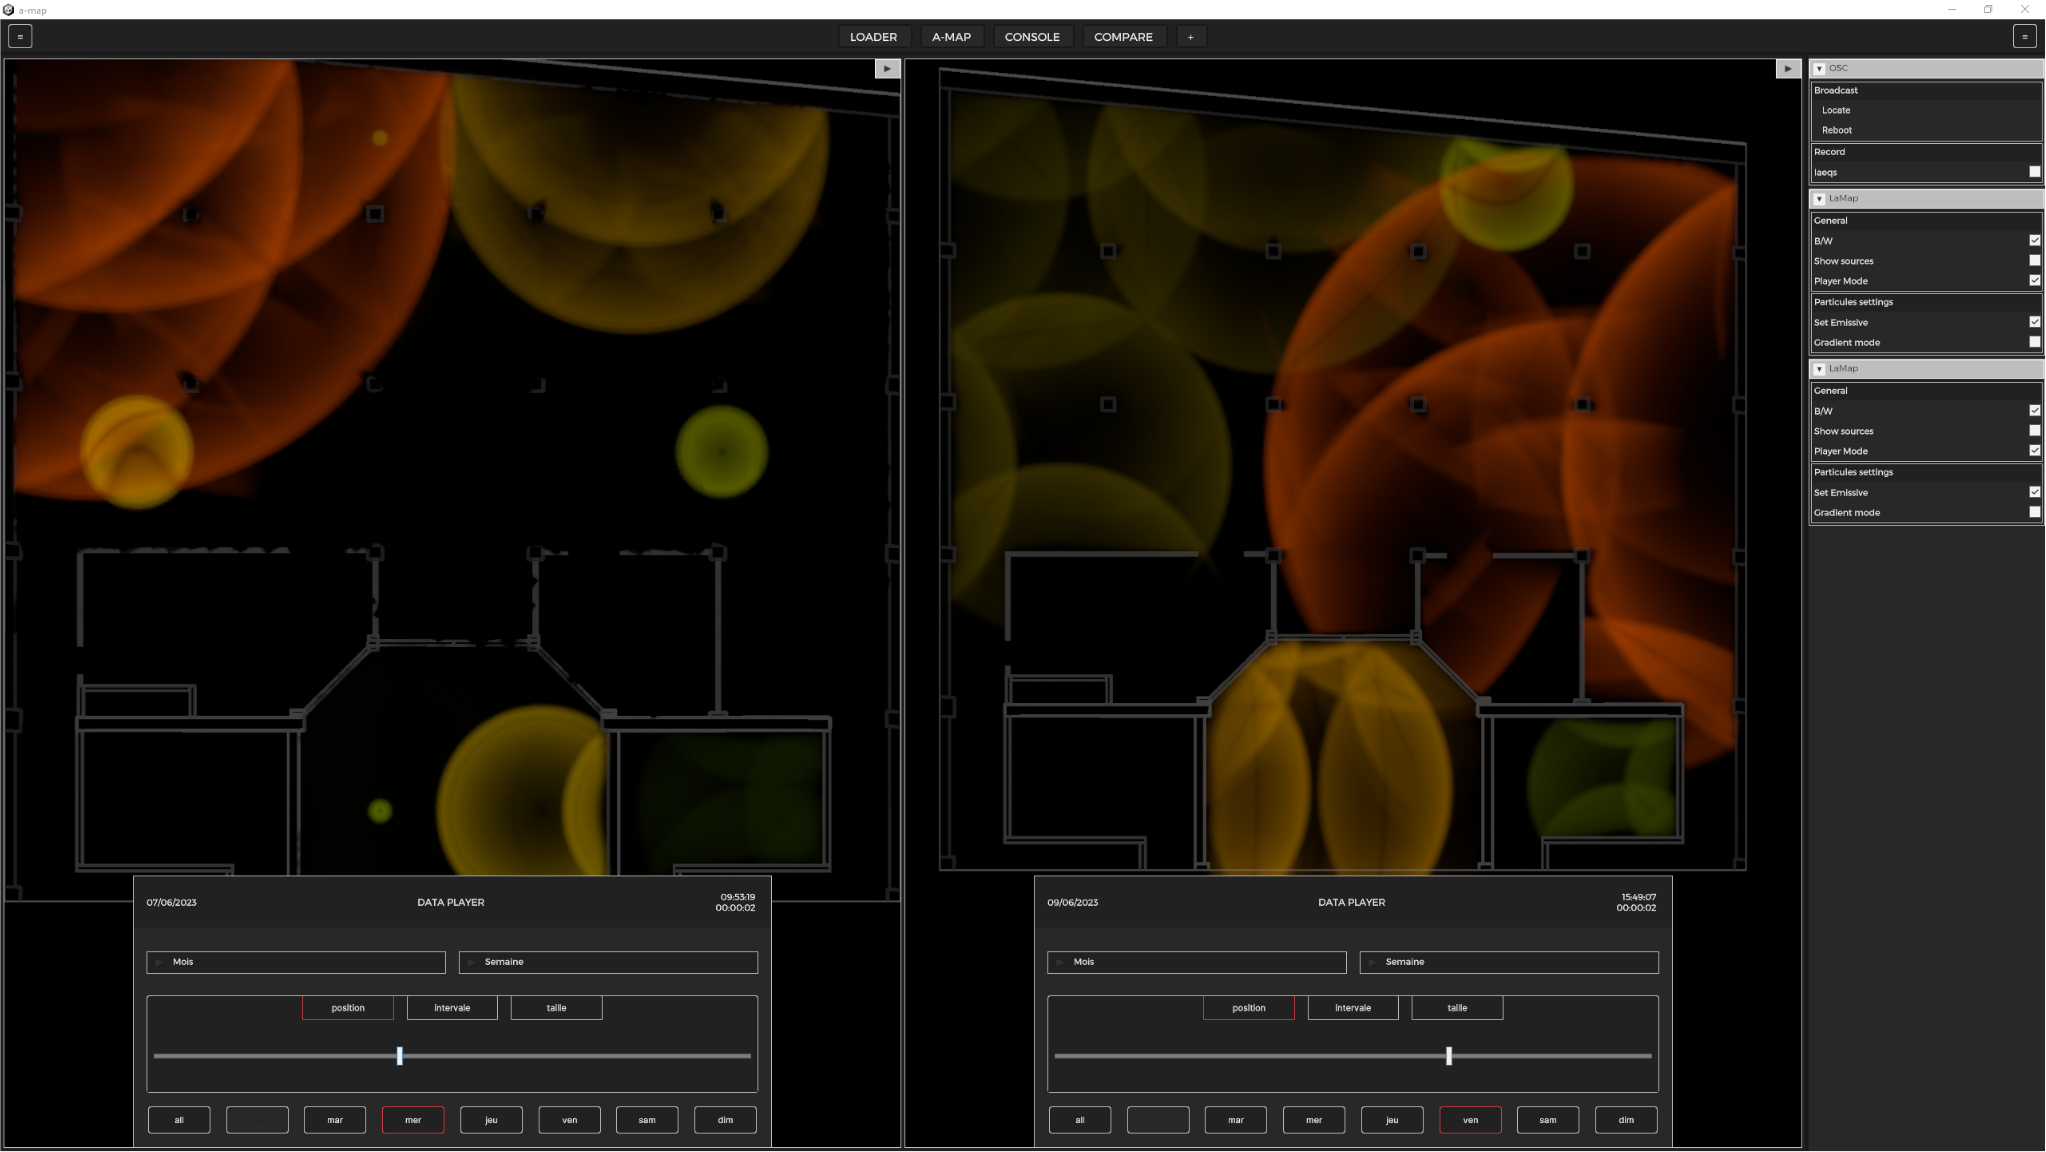 a-map
LOADER A-MAP CONSOLE COMPARE +
07/06/2023 DATA PLAYER 09:53:19
00:00:02
Mois Semaine
position intervale taille
all mar mer jeu ven sam dim
09/06/2023 DATA PLAYER 15:49:07
00:00:02
Mois Semaine
position intervale taille
all mar mer jeu ven sam dim
OSC
Broadcast
Locate
Reboot
Record
laeqs
LaMap
General
B/W
Show sources
Player Mode
Particules settings
Set Emissive
Gradient mode
LaMap
General
B/W
Show sources
Player Mode
Particules settings
Set Emissive
Gradient mode